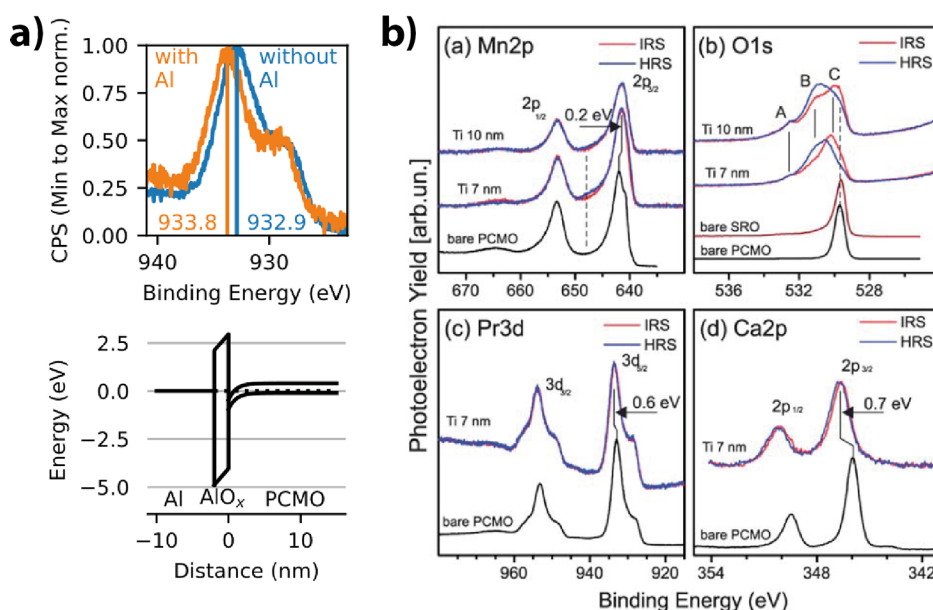 a)
CPS (Min to Max norm.)
1.00
0.75
0.50
0.25
0.00
with
Al
without
Al
933.8
932.9
940
930
Binding Energy (eV)
Energy (eV)
2.5
0.0
−2.5
−5.0
Al
AlOx
PCMO
−10
0
10
Distance (nm)
b)
Photoelectron Yield [arb.un.]
(a) Mn2p
IRS
HRS
2p1/2
2p3/2
0.2 eV
Ti 10 nm
Ti 7 nm
bare PCMO
670
660
650
640
(b) O1s
IRS
HRS
A
B
C
Ti 10 nm
Ti 7 nm
bare SRO
bare PCMO
536
532
528
(c) Pr3d
IRS
HRS
3d3/2
3d5/2
0.6 eV
Ti 7 nm
bare PCMO
960
940
920
(d) Ca2p
IRS
HRS
2p1/2
2p3/2
0.7 eV
Ti 7 nm
bare PCMO
354
348
342
Binding Energy (eV)